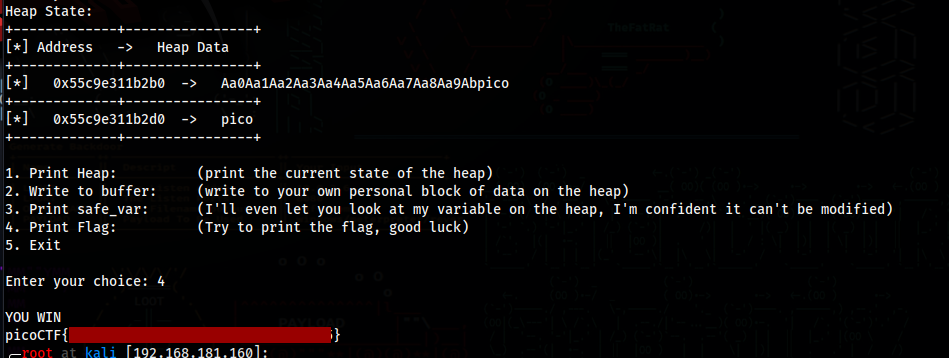 Heap State:
+-------------+----------------+
[*] Address   ->   Heap Data
+-------------+----------------+
[*]   0x55c9e311b2b0  ->   Aa0Aa1Aa2Aa3Aa4Aa5Aa6Aa7Aa8Aa9Abpico
+-------------+----------------+
[*]   0x55c9e311b2d0  ->   pico
+-------------+----------------+
1. Print Heap:          (print the current state of the heap)
2. Write to buffer:     (write to your own personal block of data on the heap)
3. Print safe_var:      (I'll even let you look at my variable on the heap, I'm confident it can't be modified)
4. Print Flag:          (Try to print the flag, good luck)
5. Exit
Enter your choice: 4
YOU WIN
picoCTF{}
root at kali [192.168.181.160]:
TheFatRat
LOOT
PAYLOAD